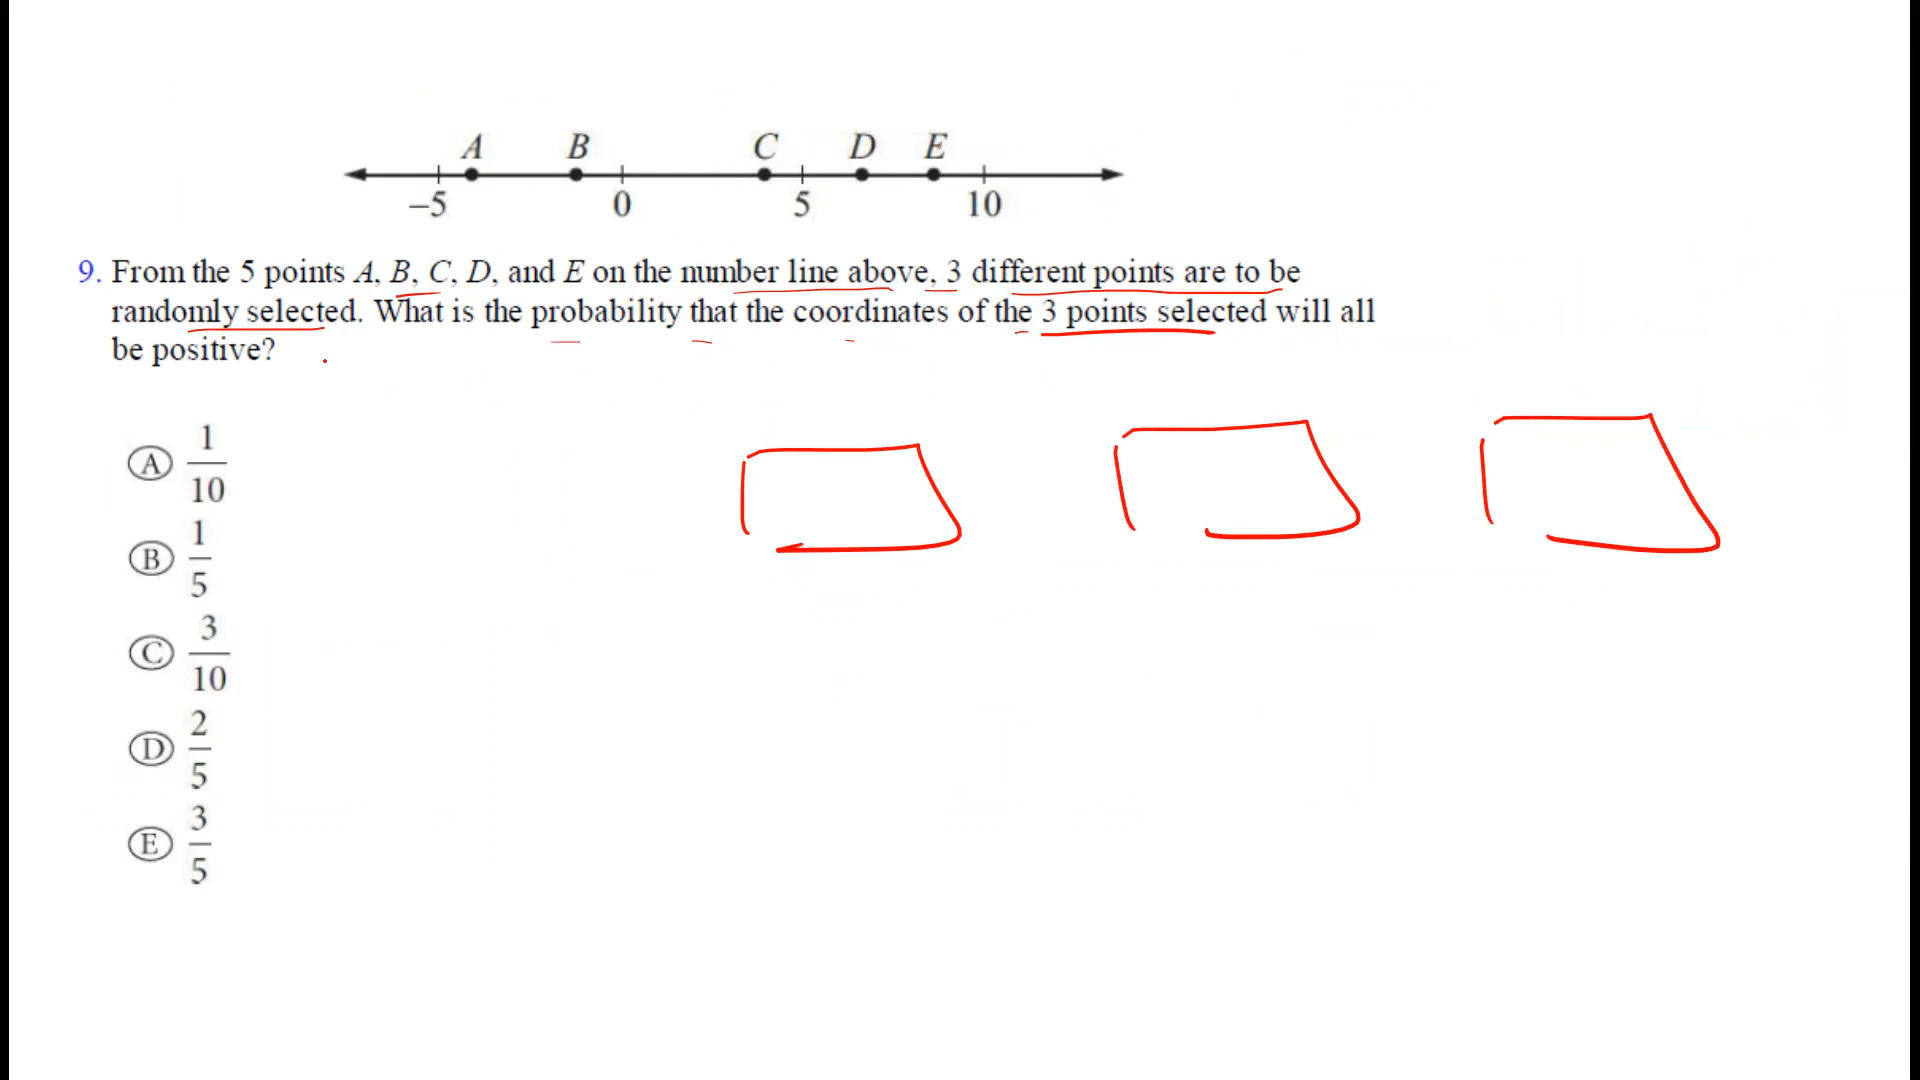 A B C D E
–5 0 5 10
9. From the 5 points A, B, C, D, and E on the number line above, 3 different points are to be
randomly selected. What is the probability that the coordinates of the 3 points selected will all
be positive?
A 1/10
B 1/5
C 3/10
D 2/5
E 3/5